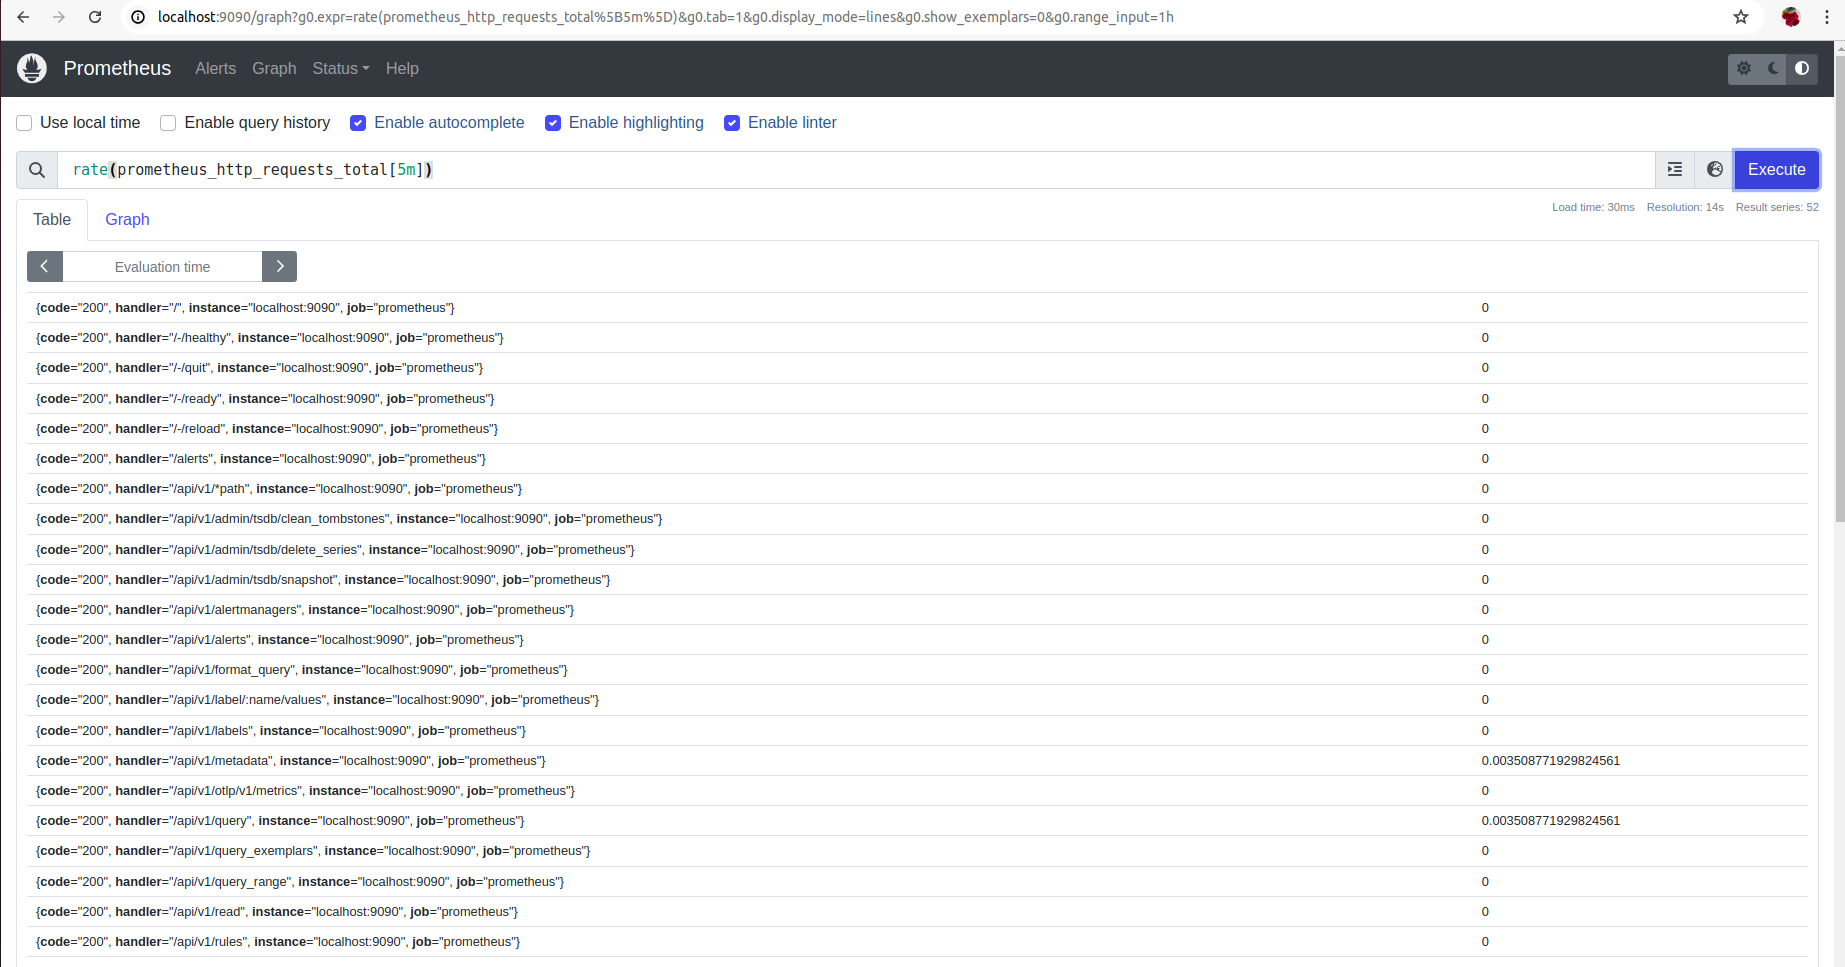 localhost:9090/graph?g0.expr=rate(prometheus_http_requests_total%5B5m%5D)&g0.tab=1&g0.display_mode=lines&g0.show_exemplars=0&g0.range_input=1h
Prometheus Alerts Graph Status Help
Use local time Enable query history Enable autocomplete Enable highlighting Enable linter
rate(prometheus_http_requests_total[5m]) Execute
Table Graph Load time: 30ms Resolution: 14s Result series: 52
Evaluation time
{code="200", handler="/", instance="localhost:9090", job="prometheus"} 0
{code="200", handler="/-/healthy", instance="localhost:9090", job="prometheus"} 0
{code="200", handler="/-/quit", instance="localhost:9090", job="prometheus"} 0
{code="200", handler="/-/ready", instance="localhost:9090", job="prometheus"} 0
{code="200", handler="/-/reload", instance="localhost:9090", job="prometheus"} 0
{code="200", handler="/alerts", instance="localhost:9090", job="prometheus"} 0
{code="200", handler="/api/v1/*path", instance="localhost:9090", job="prometheus"} 0
{code="200", handler="/api/v1/admin/tsdb/clean_tombstones", instance="localhost:9090", job="prometheus"} 0
{code="200", handler="/api/v1/admin/tsdb/delete_series", instance="localhost:9090", job="prometheus"} 0
{code="200", handler="/api/v1/admin/tsdb/snapshot", instance="localhost:9090", job="prometheus"} 0
{code="200", handler="/api/v1/alertmanagers", instance="localhost:9090", job="prometheus"} 0
{code="200", handler="/api/v1/alerts", instance="localhost:9090", job="prometheus"} 0
{code="200", handler="/api/v1/format_query", instance="localhost:9090", job="prometheus"} 0
{code="200", handler="/api/v1/label/:name/values", instance="localhost:9090", job="prometheus"} 0
{code="200", handler="/api/v1/labels", instance="localhost:9090", job="prometheus"} 0
{code="200", handler="/api/v1/metadata", instance="localhost:9090", job="prometheus"} 0.003508771929824561
{code="200", handler="/api/v1/otlp/v1/metrics", instance="localhost:9090", job="prometheus"} 0
{code="200", handler="/api/v1/query", instance="localhost:9090", job="prometheus"} 0.003508771929824561
{code="200", handler="/api/v1/query_exemplars", instance="localhost:9090", job="prometheus"} 0
{code="200", handler="/api/v1/query_range", instance="localhost:9090", job="prometheus"} 0
{code="200", handler="/api/v1/read", instance="localhost:9090", job="prometheus"} 0
{code="200", handler="/api/v1/rules", instance="localhost:9090", job="prometheus"} 0